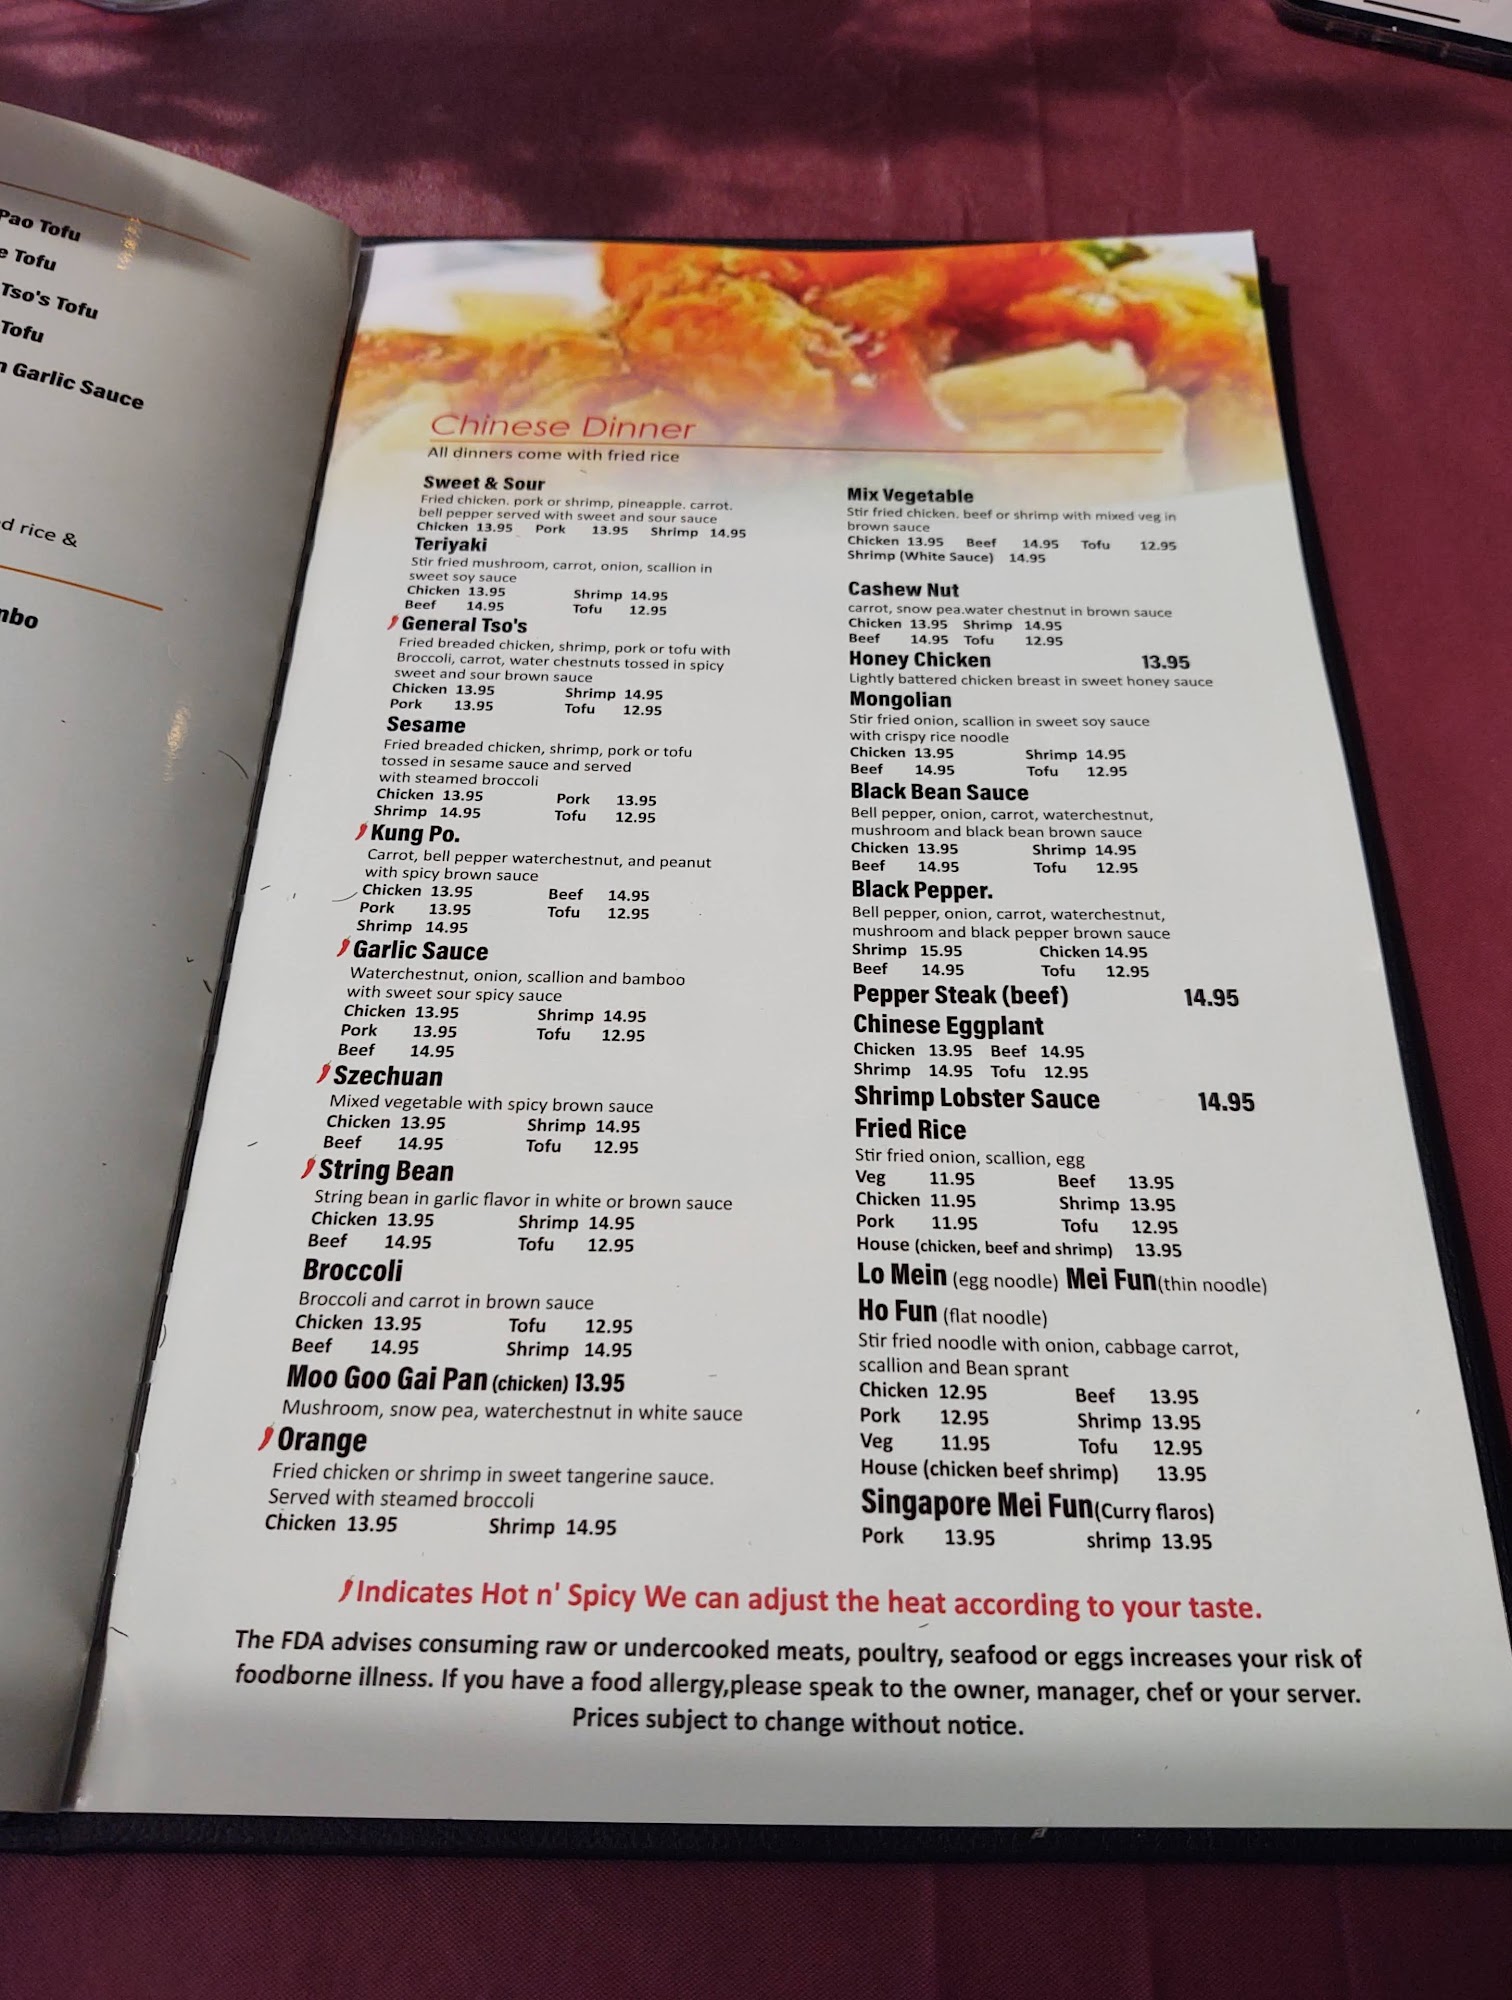 Pao Tofu
e Tofu
Tso's Tofu
Tofu
n Garlic Sauce
d rice &
mbo
Chinese Dinner
All dinners come with fried rice
Sweet & Sour
Fried chicken. pork or shrimp, pineapple. carrot.
bell pepper served with sweet and sour sauce
Chicken 13.95 Pork 13.95 Shrimp 14.95
Teriyaki
Stir fried mushroom, carrot, onion, scallion in
sweet soy sauce
Chicken 13.95 Shrimp 14.95
Beef 14.95 Tofu 12.95
General Tso's
Fried breaded chicken, shrimp, pork or tofu with
Broccoli, carrot, water chestnuts tossed in spicy
sweet and sour brown sauce
Chicken 13.95 Shrimp 14.95
Pork 13.95 Tofu 12.95
Sesame
Fried breaded chicken, shrimp, pork or tofu
tossed in sesame sauce and served
with steamed broccoli
Chicken 13.95 Pork 13.95
Shrimp 14.95 Tofu 12.95
Kung Po.
Carrot, bell pepper waterchestnut, and peanut
with spicy brown sauce
Chicken 13.95 Beef 14.95
Pork 13.95 Tofu 12.95
Shrimp 14.95
Garlic Sauce
Waterchestnut, onion, scallion and bamboo
with sweet sour spicy sauce
Chicken 13.95 Shrimp 14.95
Pork 13.95 Tofu 12.95
Beef 14.95
Szechuan
Mixed vegetable with spicy brown sauce
Chicken 13.95 Shrimp 14.95
Beef 14.95 Tofu 12.95
String Bean
String bean in garlic flavor in white or brown sauce
Chicken 13.95 Shrimp 14.95
Beef 14.95 Tofu 12.95
Broccoli
Broccoli and carrot in brown sauce
Chicken 13.95 Tofu 12.95
Beef 14.95 Shrimp 14.95
Moo Goo Gai Pan (chicken) 13.95
Mushroom, snow pea, waterchestnut in white sauce
Orange
Fried chicken or shrimp in sweet tangerine sauce.
Served with steamed broccoli
Chicken 13.95 Shrimp 14.95
Mix Vegetable
Stir fried chicken. beef or shrimp with mixed veg in
brown sauce
Chicken 13.95 Beef 14.95 Tofu 12.95
Shrimp (White Sauce) 14.95
Cashew Nut
carrot, snow pea.water chestnut in brown sauce
Chicken 13.95 Shrimp 14.95
Beef 14.95 Tofu 12.95
Honey Chicken 13.95
Lightly battered chicken breast in sweet honey sauce
Mongolian
Stir fried onion, scallion in sweet soy sauce
with crispy rice noodle
Chicken 13.95 Shrimp 14.95
Beef 14.95 Tofu 12.95
Black Bean Sauce
Bell pepper, onion, carrot, waterchestnut,
mushroom and black bean brown sauce
Chicken 13.95 Shrimp 14.95
Beef 14.95 Tofu 12.95
Black Pepper.
Bell pepper, onion, carrot, waterchestnut,
mushroom and black pepper brown sauce
Shrimp 15.95 Chicken 14.95
Beef 14.95 Tofu 12.95
Pepper Steak (beef) 14.95
Chinese Eggplant
Chicken 13.95 Beef 14.95
Shrimp 14.95 Tofu 12.95
Shrimp Lobster Sauce 14.95
Fried Rice
Stir fried onion, scallion, egg
Veg 11.95 Beef 13.95
Chicken 11.95 Shrimp 13.95
Pork 11.95 Tofu 12.95
House (chicken, beef and shrimp) 13.95
Lo Mein (egg noodle) Mei Fun(thin noodle)
Ho Fun (flat noodle)
Stir fried noodle with onion, cabbage carrot,
scallion and Bean sprant
Chicken 12.95 Beef 13.95
Pork 12.95 Shrimp 13.95
Veg 11.95 Tofu 12.95
House (chicken beef shrimp) 13.95
Singapore Mei Fun(Curry flaros)
Pork 13.95 shrimp 13.95
Indicates Hot n' Spicy We can adjust the heat according to your taste.
The FDA advises consuming raw or undercooked meats, poultry, seafood or eggs increases your risk of
foodborne illness. If you have a food allergy,please speak to the owner, manager, chef or your server.
Prices subject to change without notice.